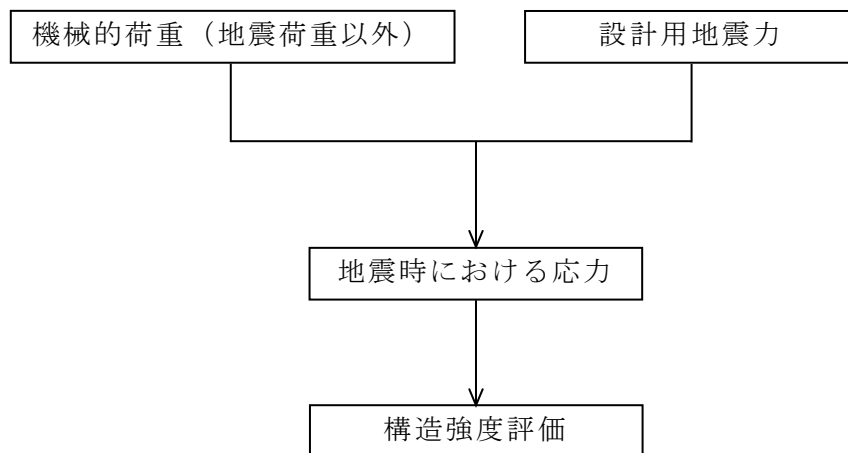 機械的荷重（地震荷重以外）
設計用地震力
地震時における応力
構造強度評価